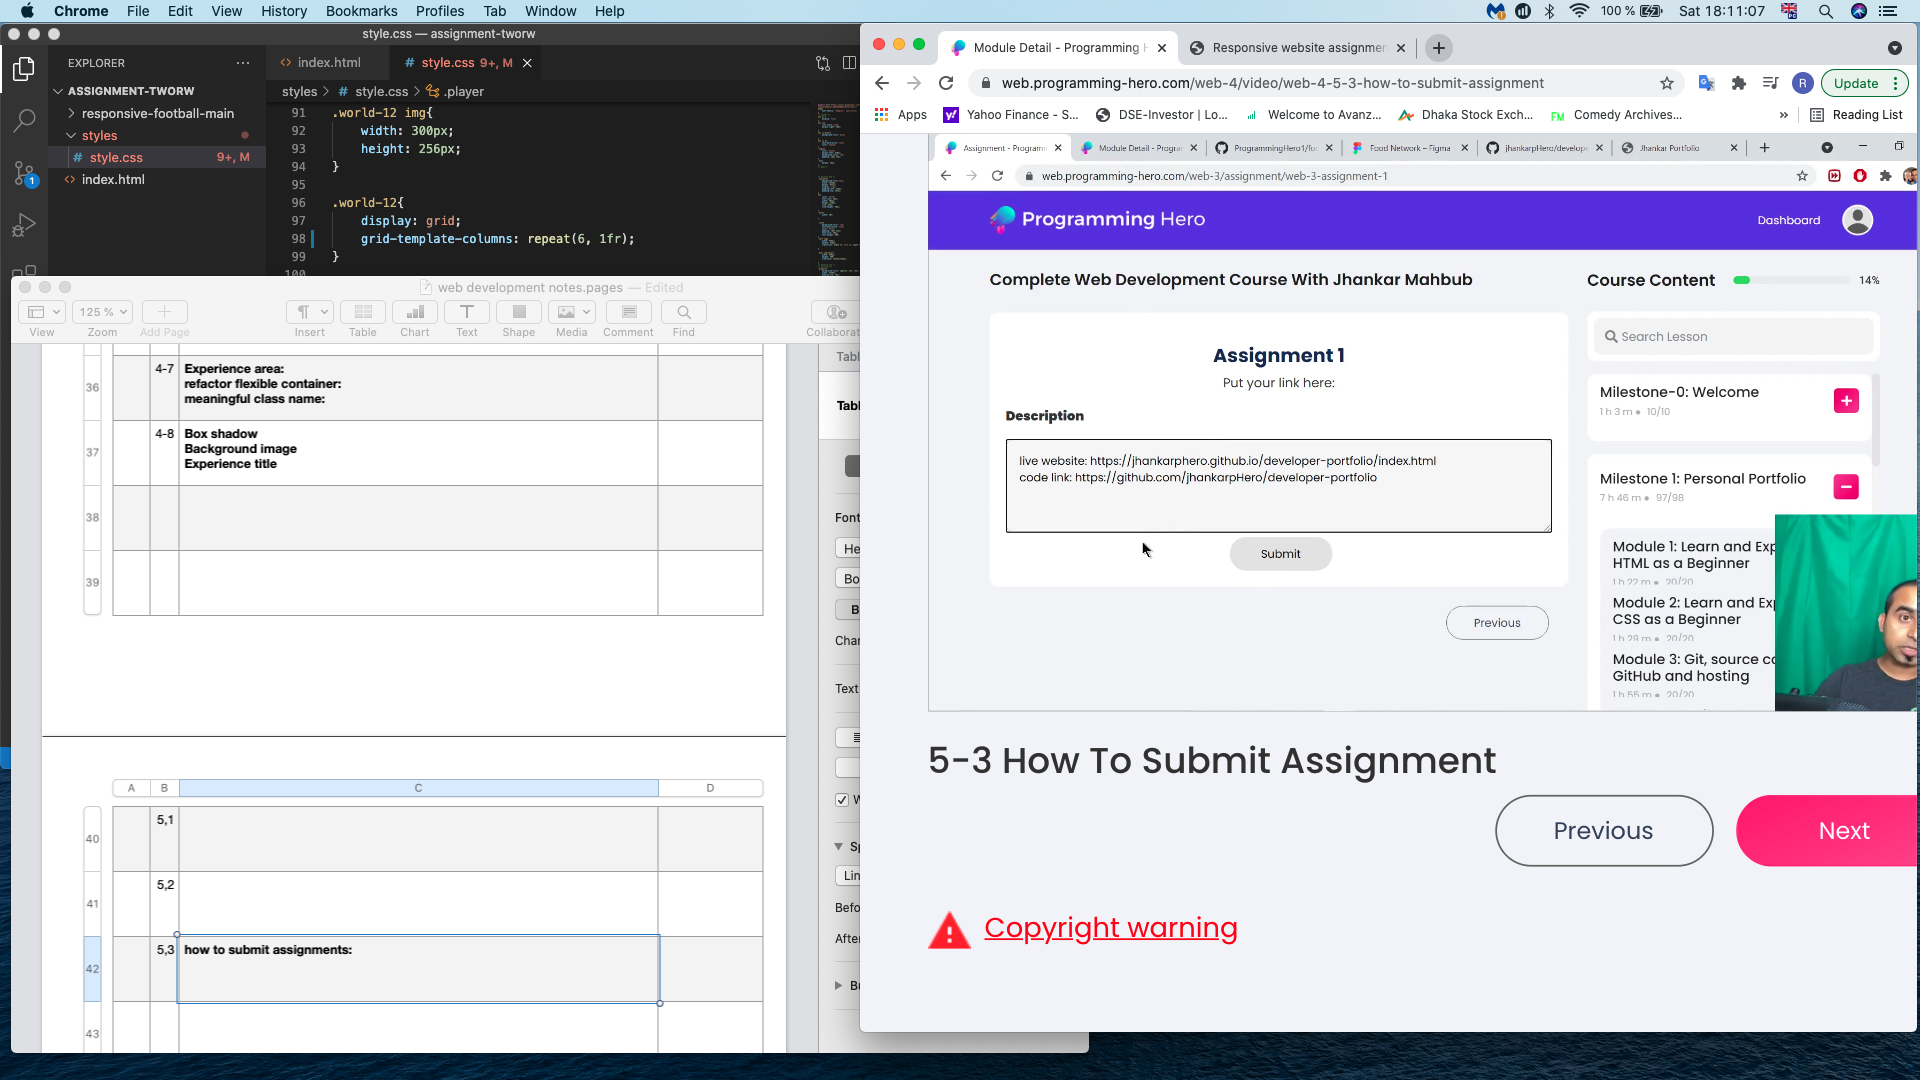 Chrome File Edit View History Bookmarks Profiles Tab Window Help
100 % Sat 18:11:07
style.css — assignment-tworw
EXPLORER
ASSIGNMENT-TWORW
responsive-football-main
styles
# style.css 9+, M
<> index.html
1
<> index.html
# style.css 9+, M
styles > # style.css > .player
91 .world-12 img{
92 width: 300px;
93 height: 256px;
94 }
95
96 .world-12{
97 display: grid;
98 grid-template-columns: repeat(6, 1fr);
99 }
100
web development notes.pages — Edited
125 %
View Zoom Add Page Insert Table Chart Text Shape Media Comment Find Collaborat
36 4-7 Experience area:
refactor flexible container:
meaningful class name:
37 4-8 Box shadow
Background image
Experience title
38
39
A B C D
40 5,1
41 5,2
42 5,3 how to submit assignments:
43
Tabl
Tabl
Font
He
Bo
B
Char
Text
W
Sp
Lin
Befo
After
Bu
Module Detail - Programming H
Responsive website assignmen
web.programming-hero.com/web-4/video/web-4-5-3-how-to-submit-assignment
R
Update
Apps Yahoo Finance - S... DSE-Investor | Lo... Welcome to Avanz... Dhaka Stock Exch... FM Comedy Archives... » Reading List
Assignment - Programm
Module Detail - Program
ProgrammingHero1/fo
Food Network – Figma
jhankarpHero/develope
Jhankar Portfolio
web.programming-hero.com/web-3/assignment/web-3-assignment-1
Programming Hero
Dashboard
Complete Web Development Course With Jhankar Mahbub
Course Content
14%
Assignment 1
Put your link here:
Description
live website: https://jhankarphero.github.io/developer-portfolio/index.html
code link: https://github.com/jhankarpHero/developer-portfolio
Submit
Previous
Search Lesson
Milestone-0: Welcome
1 h 3 m • 10/10
Milestone 1: Personal Portfolio
7 h 46 m • 97/98
Module 1: Learn and Exp
HTML as a Beginner
1 h 22 m • 20/20
Module 2: Learn and Exp
CSS as a Beginner
1 h 29 m • 20/20
Module 3: Git, source co
GitHub and hosting
1 h 55 m • 20/20
5-3 How To Submit Assignment
Previous
Next
Copyright warning